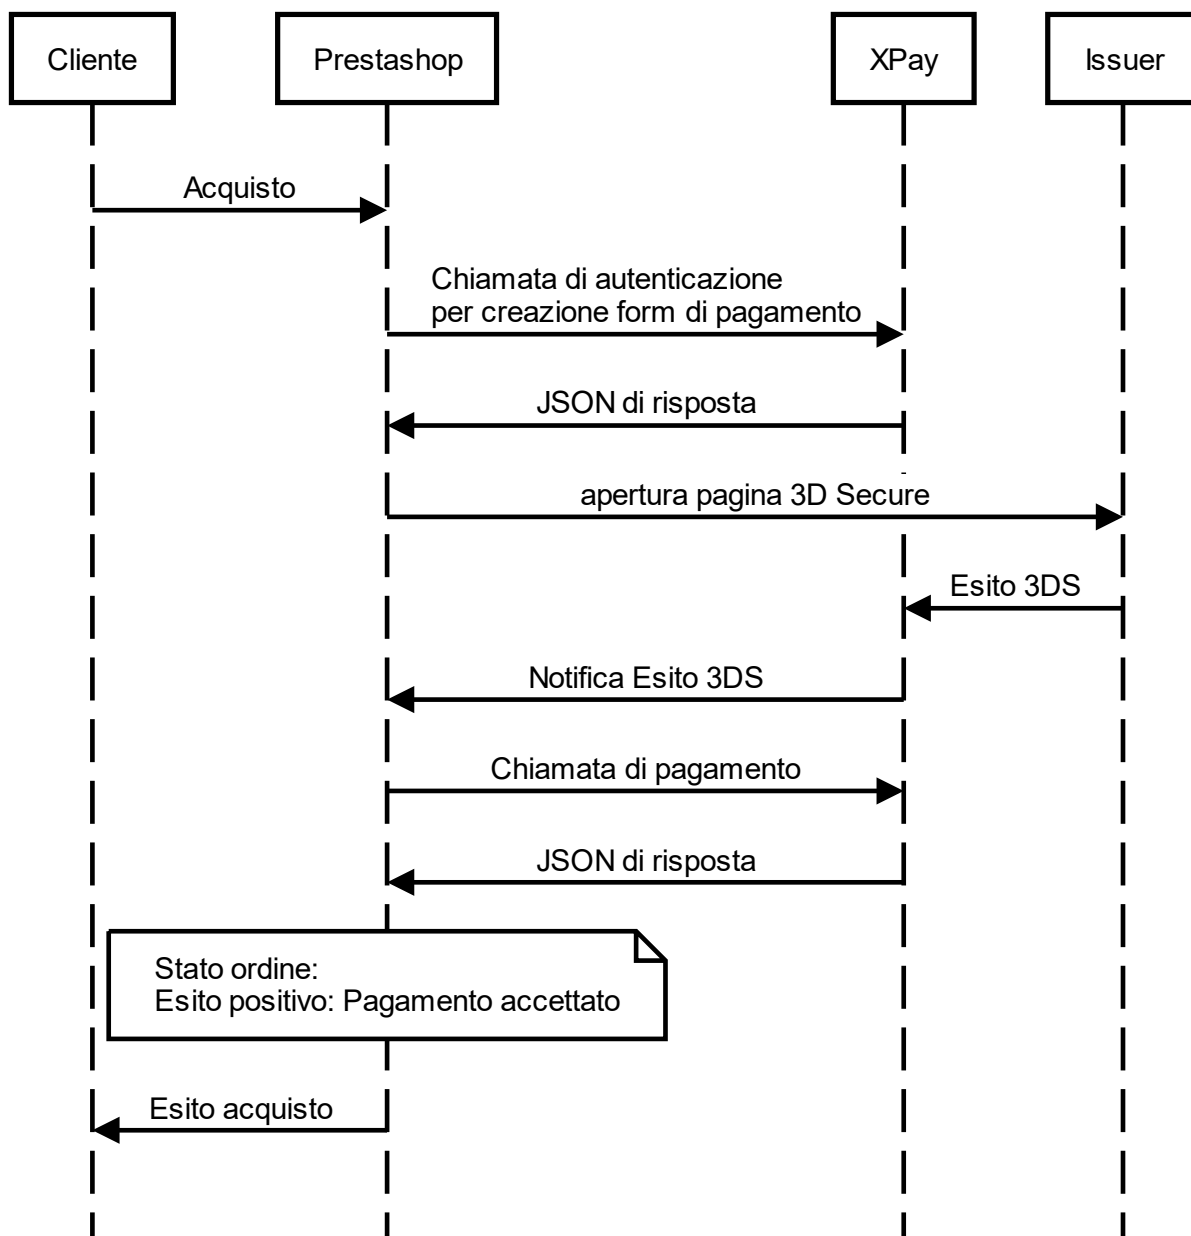 Cliente
Prestashop
XPay
Issuer
Acquisto
Chiamata di autenticazione
per creazione form di pagamento
JSON di risposta
apertura pagina 3D Secure
Esito 3DS
Notifica Esito 3DS
Chiamata di pagamento
JSON di risposta
Stato ordine:
Esito positivo: Pagamento accettato
Esito acquisto